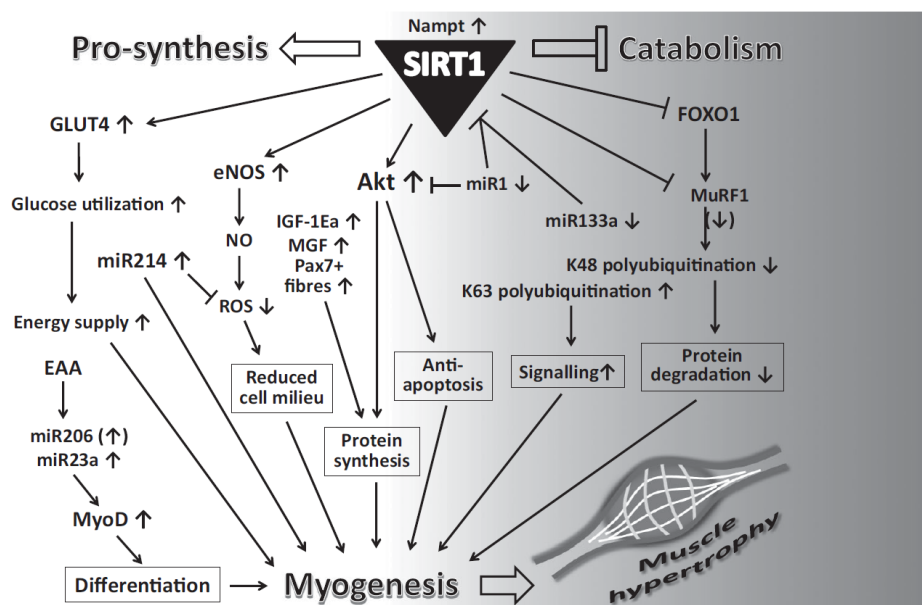 Nampt ↑
Pro-synthesis
SIRT1
Catabolism
GLUT4 ↑
FOXO1
eNOS ↑
Akt ↑
miR1 ↓
MuRF1
(↓)
Glucose utilization ↑
IGF-1Ea ↑
miR133a ↓
NO
MGF ↑
miR214 ↑
Pax7+
fibres ↑
K48 polyubiquitination ↓
K63 polyubiquitination ↑
ROS ↓
Energy supply ↑
EAA
Reduced
cell milieu
Anti-
apoptosis
Signalling↑
Protein
degradation ↓
miR206 (↑)
miR23a ↑
Protein
synthesis
MyoD ↑
Differentiation
Myogenesis
Muscle
hypertrophy